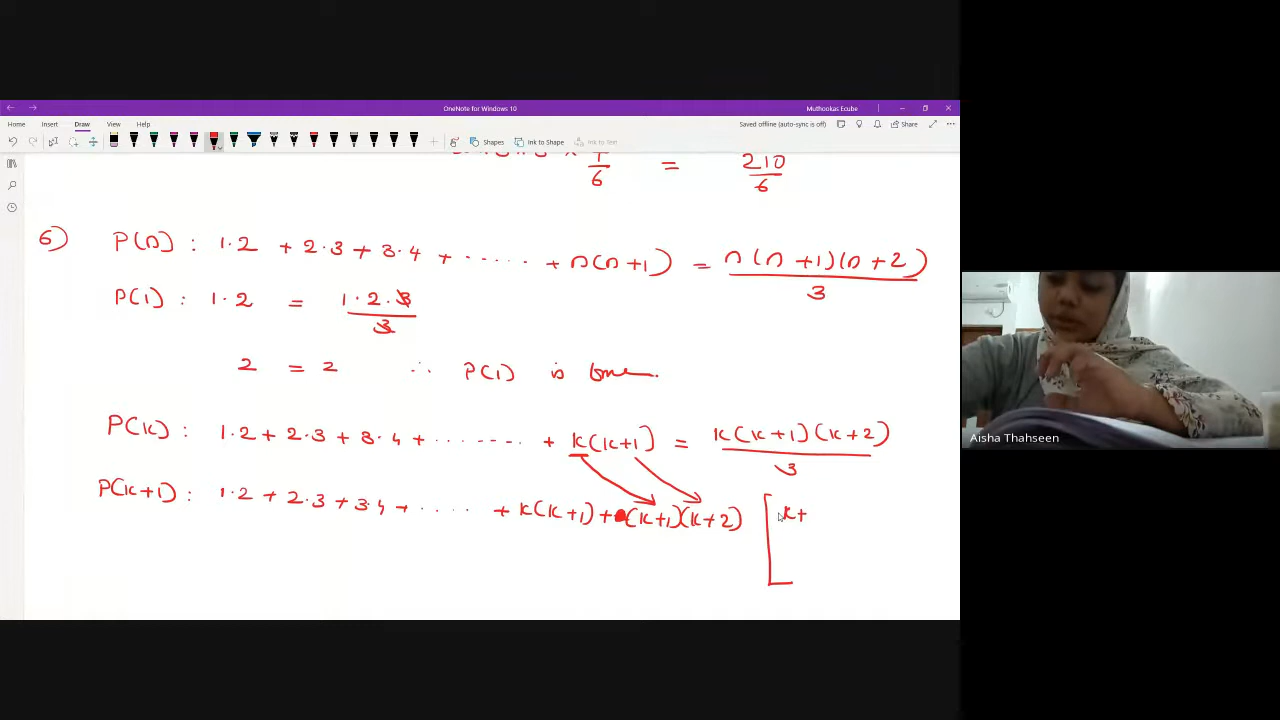 OneNote for Windows 10
Muthookas Ecube
Home Insert Draw View Help
Saved offline (auto-sync is off) Share
Shapes Ink to Shape Ink to Text
7/6 = 210/6
6) P(n) : 1·2 + 2·3 + 3·4 + ······ + n(n+1) = n(n+1)(n+2)/3
P(1) : 1·2 = 1·2·3/3
2 = 2 ∴ P(1) is true.
P(k) : 1·2 + 2·3 + 3·4 + ······· + k(k+1) = k(k+1)(k+2)/3
P(k+1) : 1·2 + 2·3 + 3·4 + ····· + k(k+1) + (k+1)(k+2) [k+
Aisha Thahseen